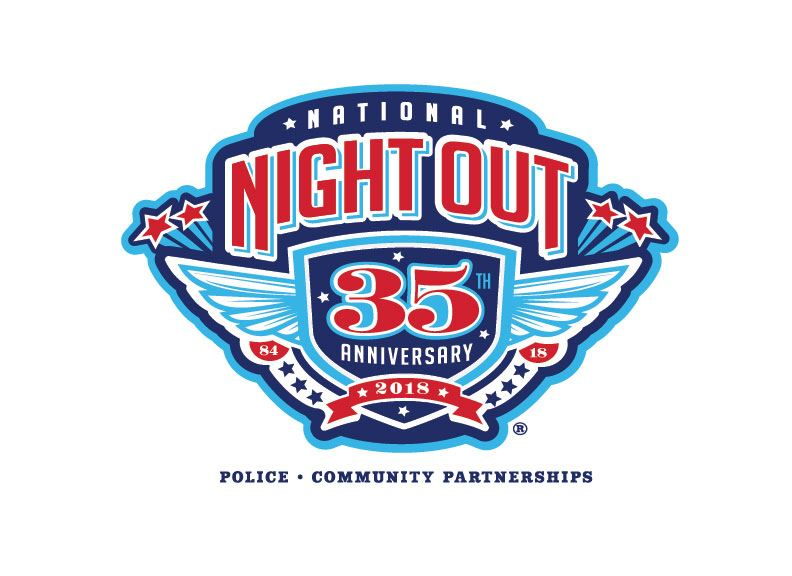 NATIONAL
NIGHT OUT
35TH
ANNIVERSARY
84
18
2018
®
POLICE • COMMUNITY PARTNERSHIPS